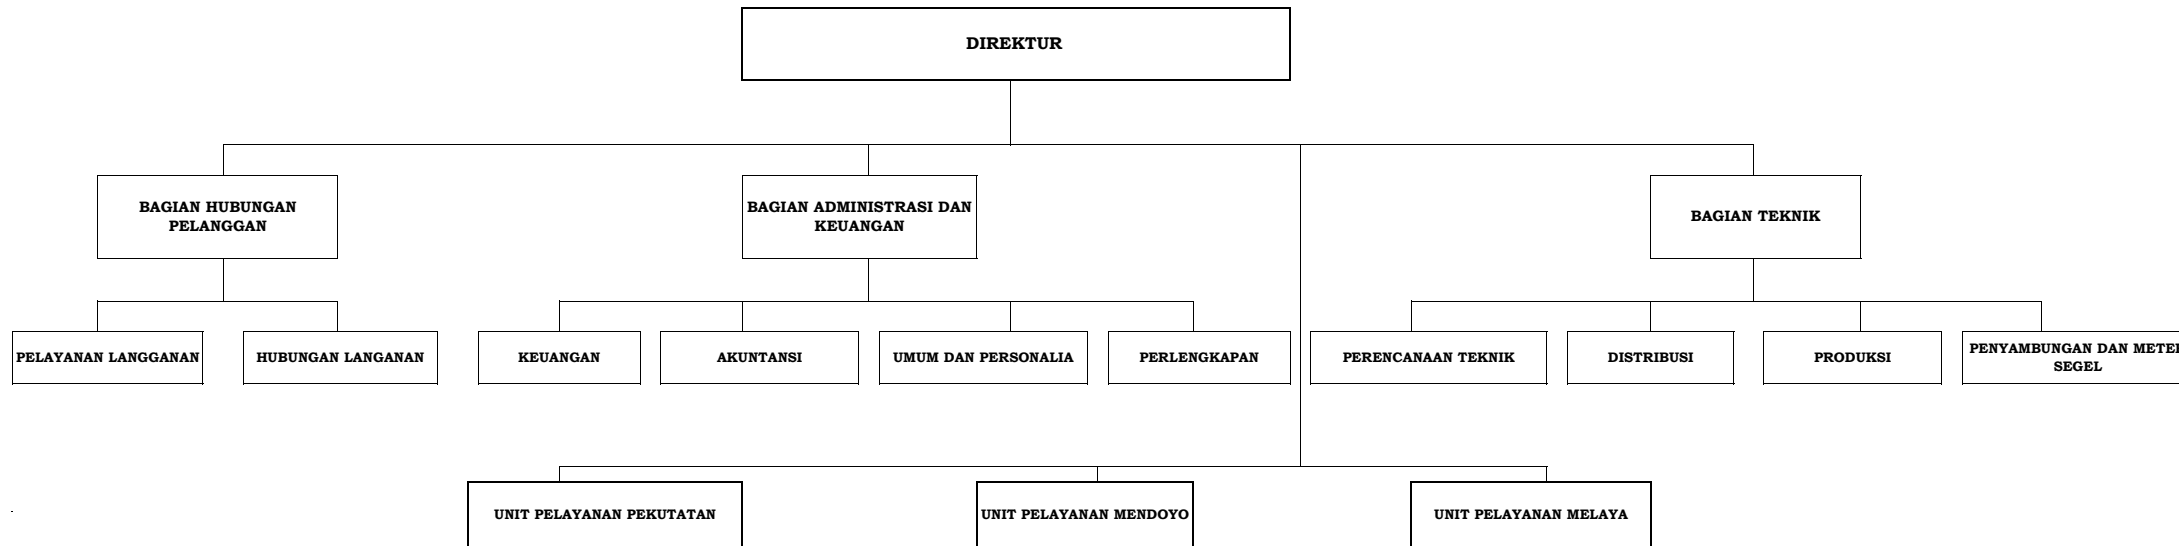 DIREKTUR
BAGIAN HUBUNGAN
PELANGGAN
BAGIAN ADMINISTRASI DAN
KEUANGAN
BAGIAN TEKNIK
PELAYANAN LANGGANAN
HUBUNGAN LANGANAN
KEUANGAN
AKUNTANSI
UMUM DAN PERSONALIA
PERLENGKAPAN
PERENCANAAN TEKNIK
DISTRIBUSI
PRODUKSI
PENYAMBUNGAN DAN METER
SEGEL
UNIT PELAYANAN PEKUTATAN
UNIT PELAYANAN MENDOYO
UNIT PELAYANAN MELAYA